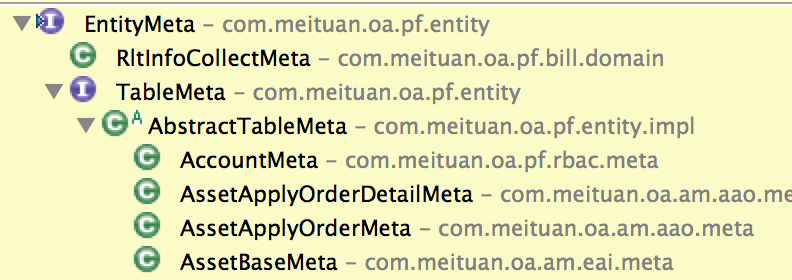 EntityMeta – com.meituan.oa.pf.entity
RltInfoCollectMeta – com.meituan.oa.pf.bill.domain
TableMeta – com.meituan.oa.pf.entity
AbstractTableMeta – com.meituan.oa.pf.entity.impl
AccountMeta – com.meituan.oa.pf.rbac.meta
AssetApplyOrderDetailMeta – com.meituan.oa.am.aao.me
AssetApplyOrderMeta – com.meituan.oa.am.aao.meta
AssetBaseMeta – com.meituan.oa.am.eai.meta